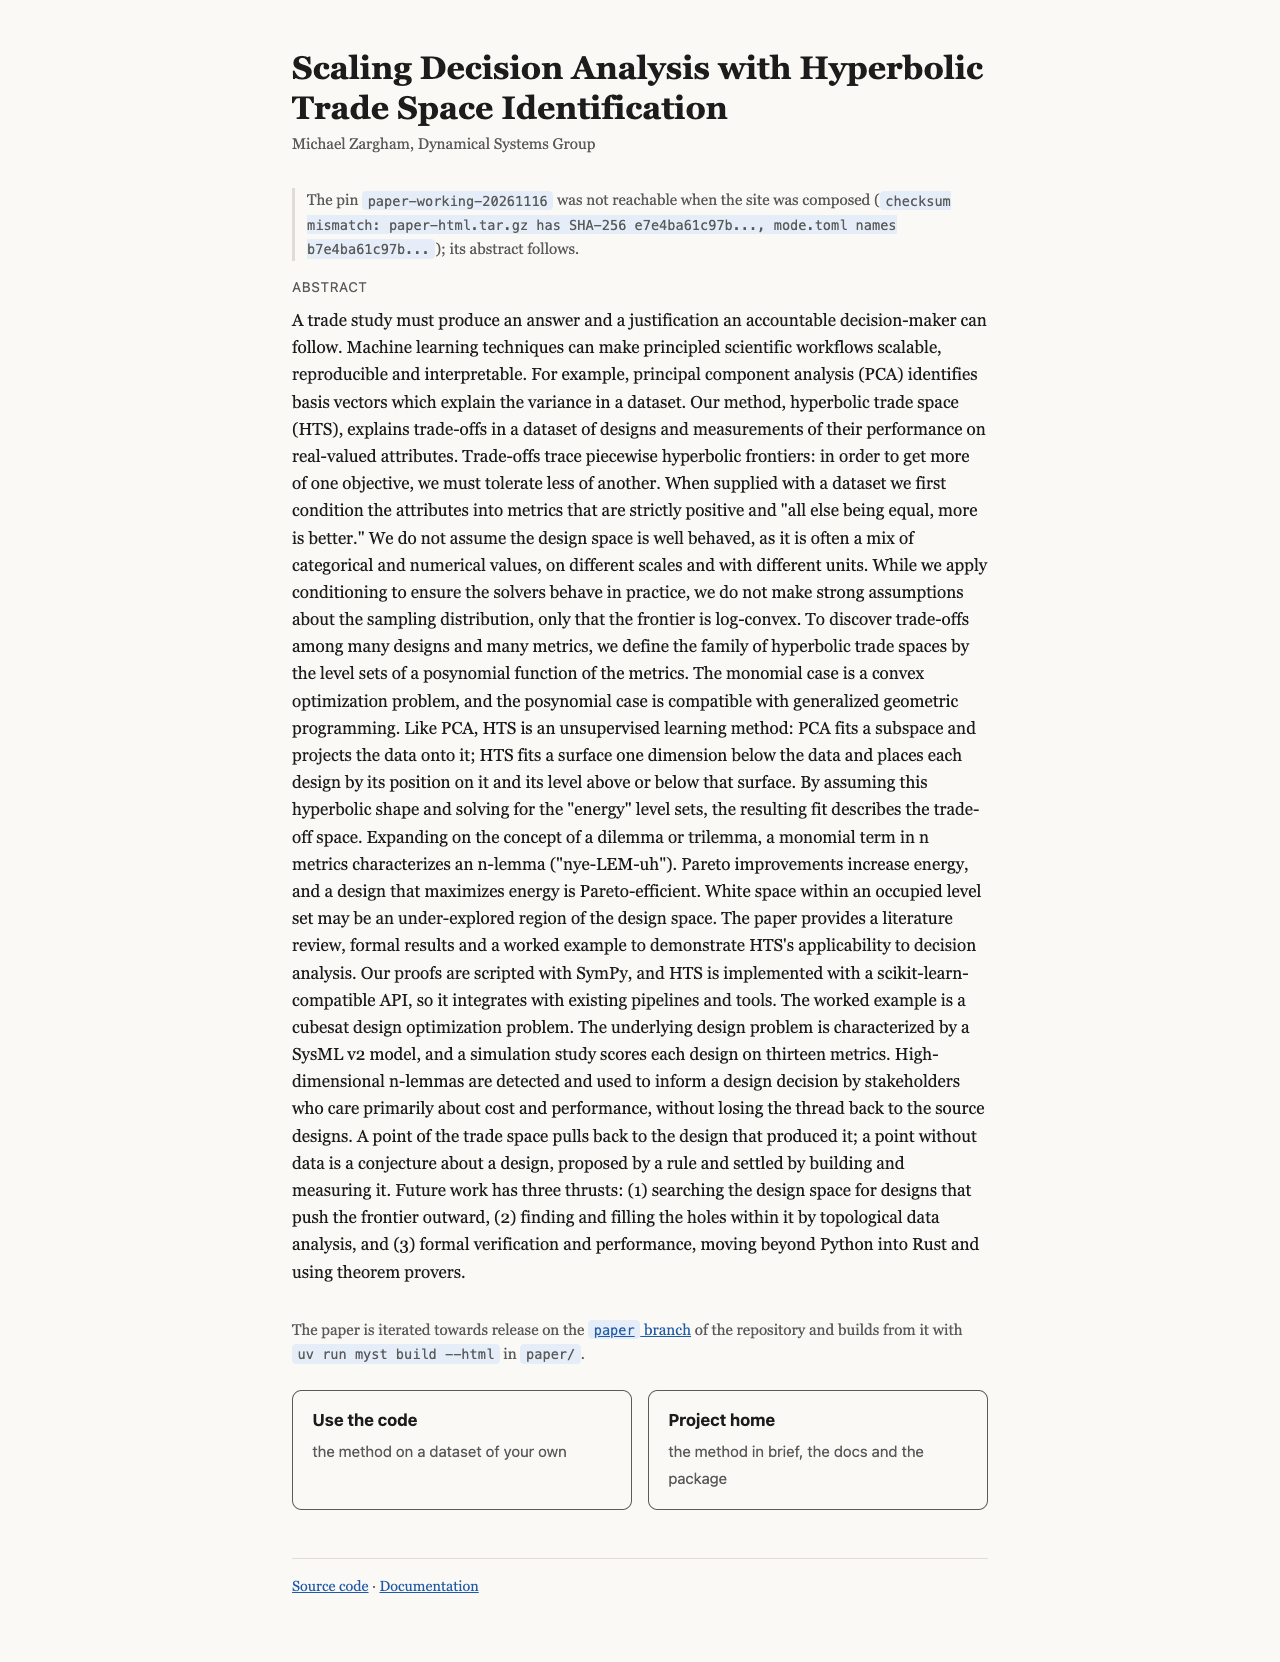 Scaling Decision Analysis with Hyperbolic
Trade Space Identification
Michael Zargham, Dynamical Systems Group
The pin paper-working-20261116 was not reachable when the site was composed ( checksum
mismatch: paper-html.tar.gz has SHA-256 e7e4ba61c97b..., mode.toml names
b7e4ba61c97b... ); its abstract follows.
ABSTRACT
A trade study must produce an answer and a justification an accountable decision-maker can
follow. Machine learning techniques can make principled scientific workflows scalable,
reproducible and interpretable. For example, principal component analysis (PCA) identifies
basis vectors which explain the variance in a dataset. Our method, hyperbolic trade space
(HTS), explains trade-offs in a dataset of designs and measurements of their performance on
real-valued attributes. Trade-offs trace piecewise hyperbolic frontiers: in order to get more
of one objective, we must tolerate less of another. When supplied with a dataset we first
condition the attributes into metrics that are strictly positive and "all else being equal, more
is better." We do not assume the design space is well behaved, as it is often a mix of
categorical and numerical values, on different scales and with different units. While we apply
conditioning to ensure the solvers behave in practice, we do not make strong assumptions
about the sampling distribution, only that the frontier is log-convex. To discover trade-offs
among many designs and many metrics, we define the family of hyperbolic trade spaces by
the level sets of a posynomial function of the metrics. The monomial case is a convex
optimization problem, and the posynomial case is compatible with generalized geometric
programming. Like PCA, HTS is an unsupervised learning method: PCA fits a subspace and
projects the data onto it; HTS fits a surface one dimension below the data and places each
design by its position on it and its level above or below that surface. By assuming this
hyperbolic shape and solving for the "energy" level sets, the resulting fit describes the trade-
off space. Expanding on the concept of a dilemma or trilemma, a monomial term in n
metrics characterizes an n-lemma ("nye-LEM-uh"). Pareto improvements increase energy,
and a design that maximizes energy is Pareto-efficient. White space within an occupied level
set may be an under-explored region of the design space. The paper provides a literature
review, formal results and a worked example to demonstrate HTS's applicability to decision
analysis. Our proofs are scripted with SymPy, and HTS is implemented with a scikit-learn-
compatible API, so it integrates with existing pipelines and tools. The worked example is a
cubesat design optimization problem. The underlying design problem is characterized by a
SysML v2 model, and a simulation study scores each design on thirteen metrics. High-
dimensional n-lemmas are detected and used to inform a design decision by stakeholders
who care primarily about cost and performance, without losing the thread back to the source
designs. A point of the trade space pulls back to the design that produced it; a point without
data is a conjecture about a design, proposed by a rule and settled by building and
measuring it. Future work has three thrusts: (1) searching the design space for designs that
push the frontier outward, (2) finding and filling the holes within it by topological data
analysis, and (3) formal verification and performance, moving beyond Python into Rust and
using theorem provers.
The paper is iterated towards release on the paper branch of the repository and builds from it with
uv run myst build --html in paper/ .
Use the code
the method on a dataset of your own
Project home
the method in brief, the docs and the
package
Source code · Documentation